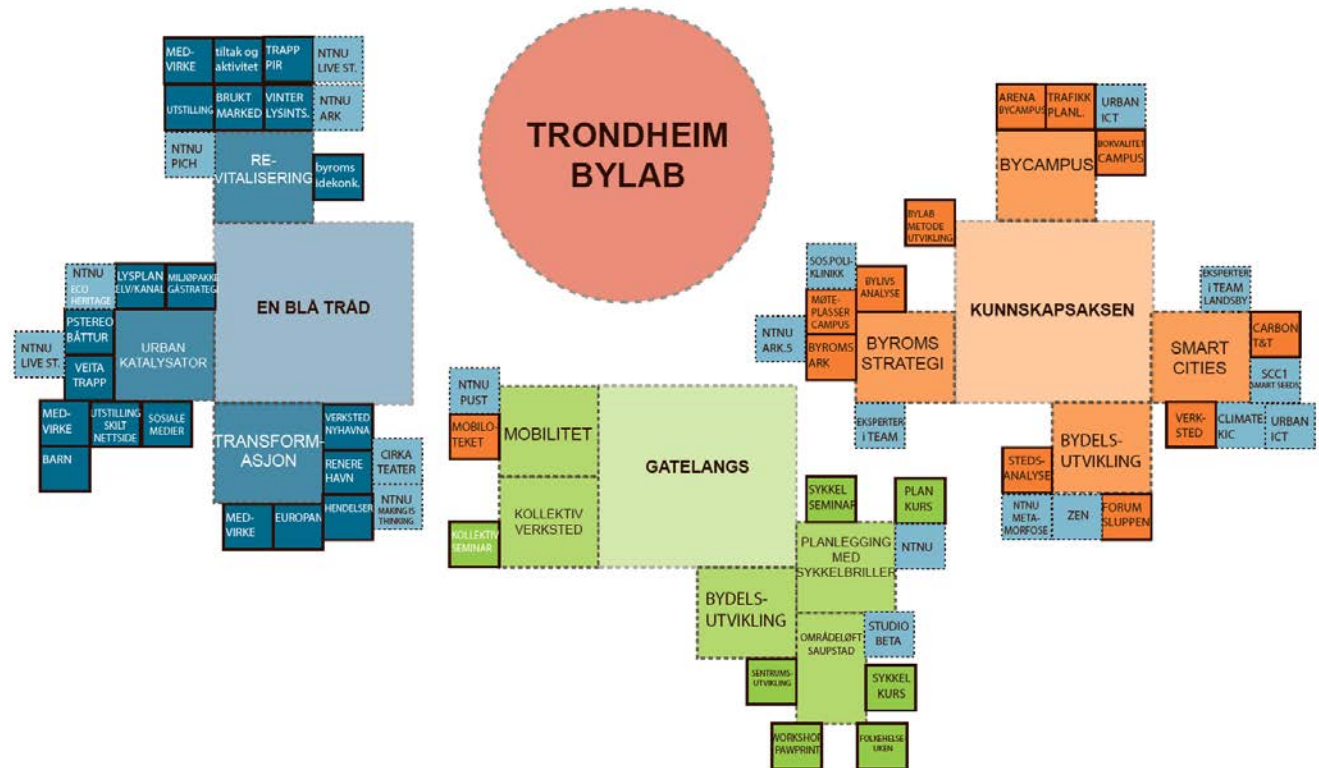 TRONDHEIM
BYLAB
MED-
VIRKE
tiltak og
aktivitet
TRAPP
PIR
NTNU
LIVE ST.
UTSTILLING
BRUKT
MARKED
VINTER
LYSINTS.
NTNU
ARK
NTNU
PICH
RE-
VITALISERING
byroms
idekonk.
EN BLÅ TRÅD
NTNU
ECO
HERITAGE
LYSPLAN
ELV/KANAL
MILJØPAKKE
GÅSTRATEGI
PSTEREO
BÅTTUR
NTNU
LIVE ST.
URBAN
KATALYSATOR
VEITA
TRAPP
MED-
VIRKE
UTSTILLING
SKILT
NETTSIDE
SOSIALE
MEDIER
BARN
TRANSFORM-
ASJON
VERKSTED
NYHAVNA
RENERE
HAVN
CIRKA
TEATER
HENDELSER
NTNU
MAKING IS
THINKING
MED-
VIRKE
EUROPAN
NTNU
PUST
MOBILO-
TEKET
MOBILITET
KOLLEKTIV
VERKSTED
KOLLEKTIV
SEMINAR
GATELANGS
SYKKEL
SEMINAR
PLAN
KURS
PLANLEGGING
MED
SYKKELBRILLER
NTNU
BYDELS-
UTVIKLING
OMRÅDELØFT
SAUPSTAD
STUDIO
BETA
SENTRUMS-
UTVIKLING
SYKKEL
KURS
WORKSHOP
PAWPRINT
FOLKEHELSE
UKEN
ARENA
BYCAMPUS
TRAFIKK
PLANL.
URBAN
ICT
BYCAMPUS
BOKVALITET
CAMPUS
BYLAB
METODE
UTVIKLING
KUNNSKAPSAKSEN
SOS.POLI-
KLINIKK
BYLIVS
ANALYSE
MØTE-
PLASSER
CAMPUS
NTNU
ARK.5
BYROMS
ARK
BYROMS
STRATEGI
EKSPERTER
i TEAM
EKSPERTER
i TEAM
LANDSBY
SMART
CITIES
CARBON
T&T
SCC1
SMART SEEDS
VERK-
STED
CLIMATE
KIC
URBAN
ICT
BYDELS-
UTVIKLING
STEDS-
ANALYSE
NTNU
META-
MORFOSE
ZEN
FORUM
SLUPPEN